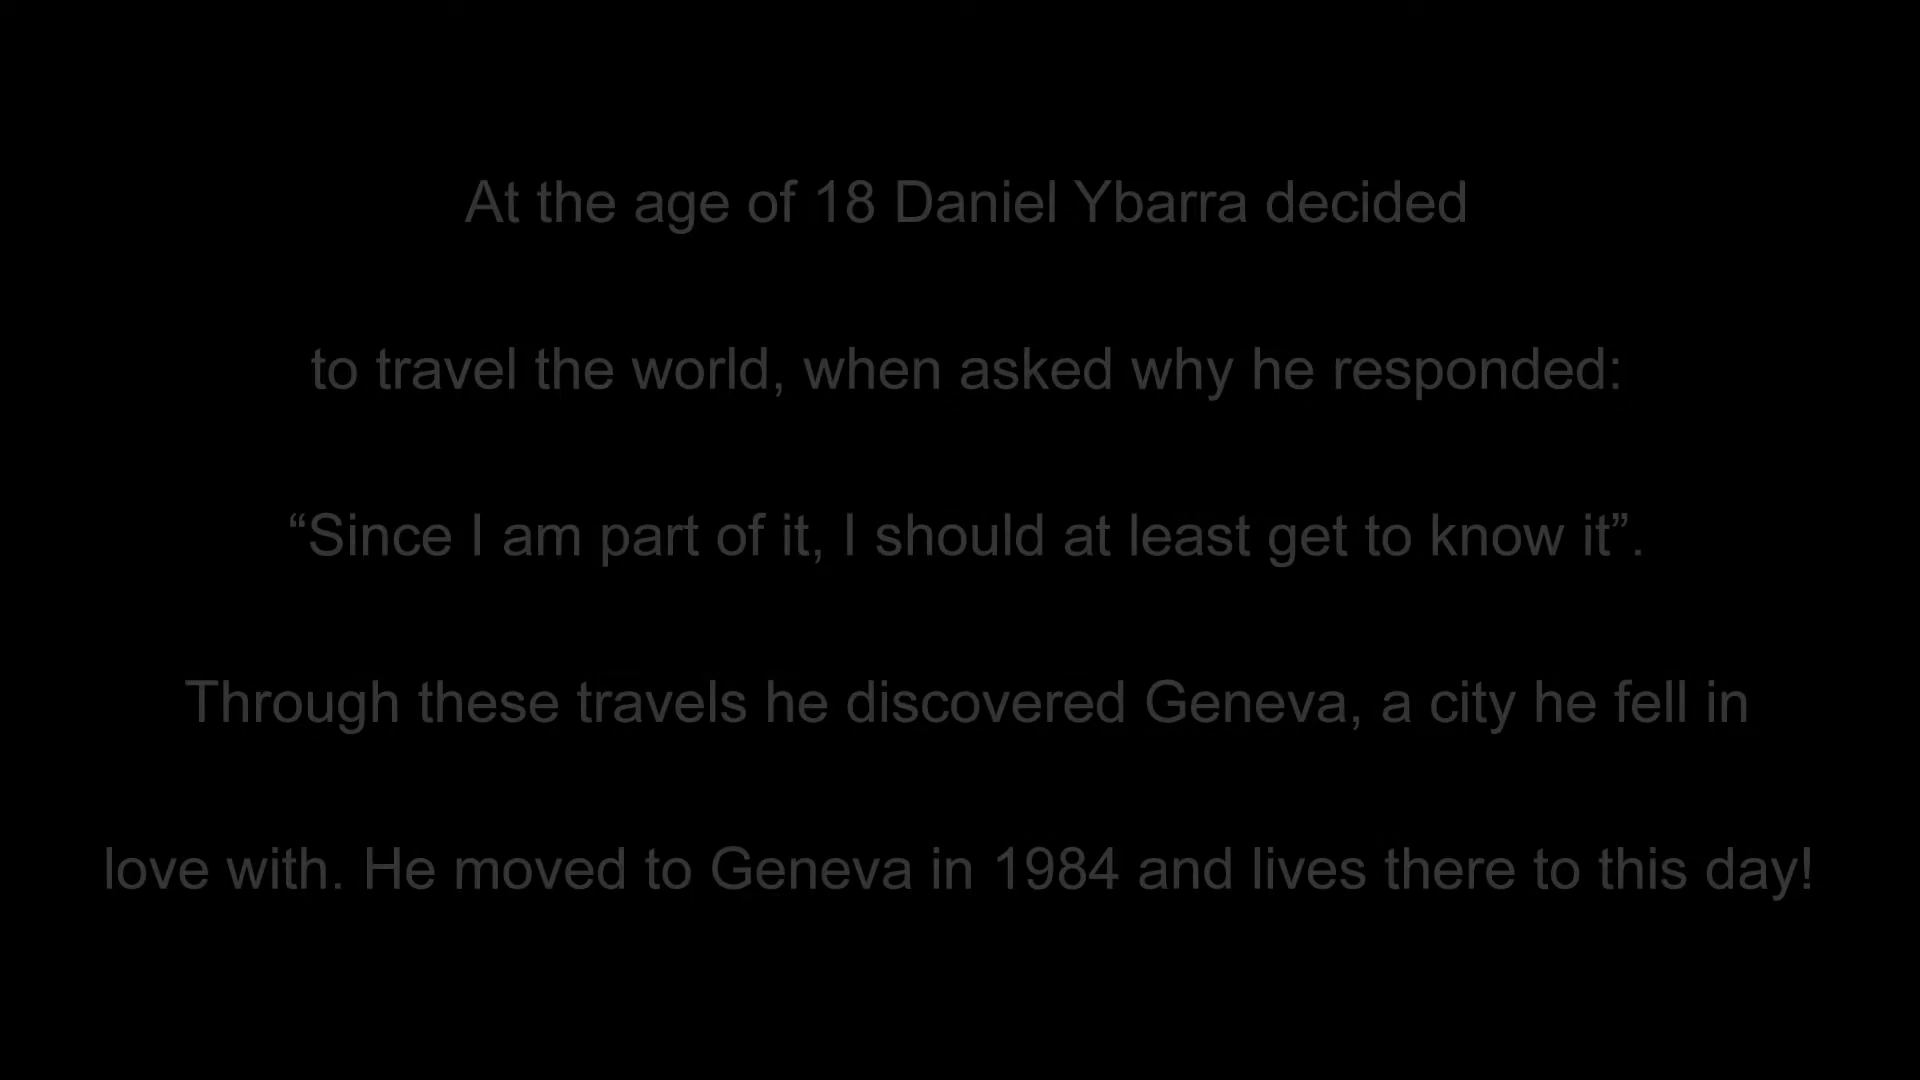 At the age of 18 Daniel Ybarra decided
to travel the world, when asked why he responded:
“Since I am part of it, I should at least get to know it”.
Through these travels he discovered Geneva, a city he fell in
love with. He moved to Geneva in 1984 and lives there to this day!